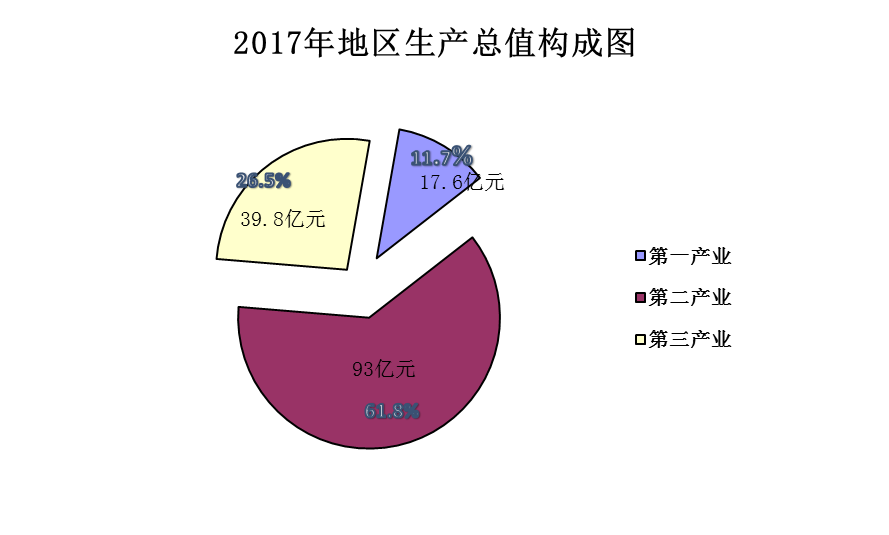 2017年地区生产总值构成图
11.7%
17.6亿元
26.5%
39.8亿元
93亿元
61.8%
第一产业
第二产业
第三产业